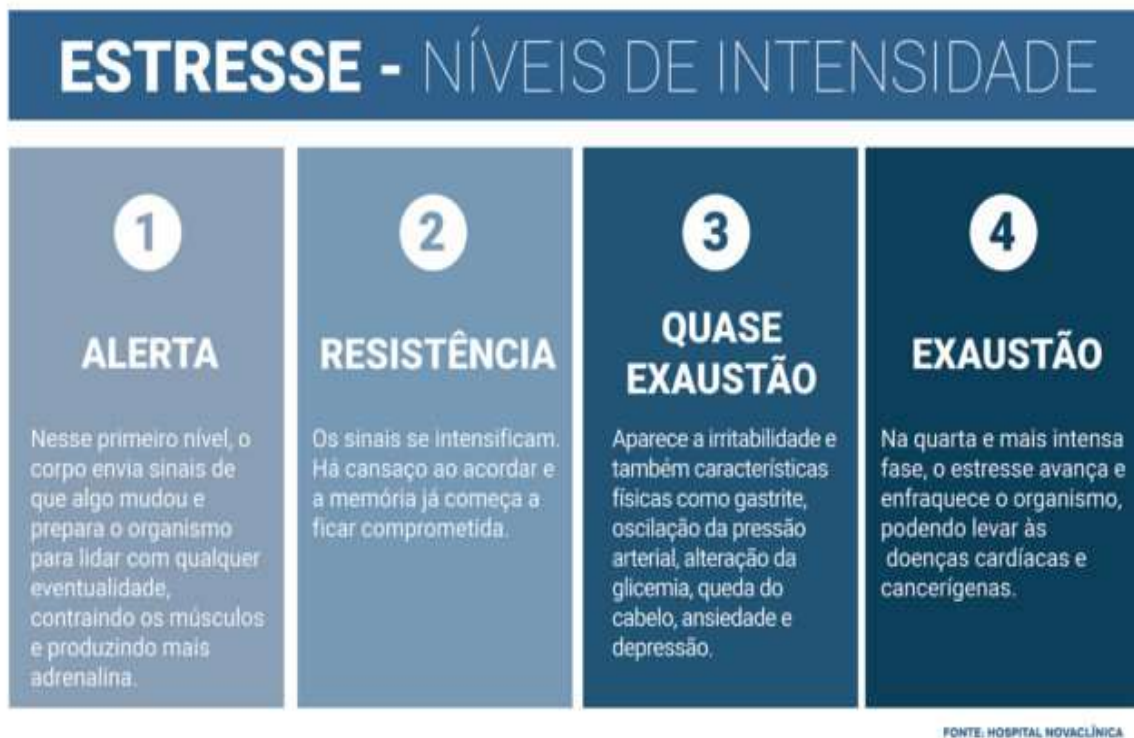 ESTRESSE - NÍVEIS DE INTENSIDADE
1
ALERTA
Nesse primeiro nível, o
corpo envia sinais de
que algo mudou e
prepara o organismo
para lidar com qualquer
eventualidade,
contraindo os músculos
e produzindo mais
adrenalina.
2
RESISTÊNCIA
Os sinais se intensificam.
Há cansaço ao acordar e
a memória já começa a
ficar comprometida.
3
QUASE
EXAUSTÃO
Aparece a irritabilidade e
também características
físicas como gastrite,
oscilação da pressão
arterial, alteração da
glicemia, queda do
cabelo, ansiedade e
depressão.
4
EXAUSTÃO
Na quarta e mais intensa
fase, o estresse avança e
enfraquece o organismo,
podendo levar às
doenças cardíacas e
cancerígenas.
FONTE: HOSPITAL NOVACLÍNICA